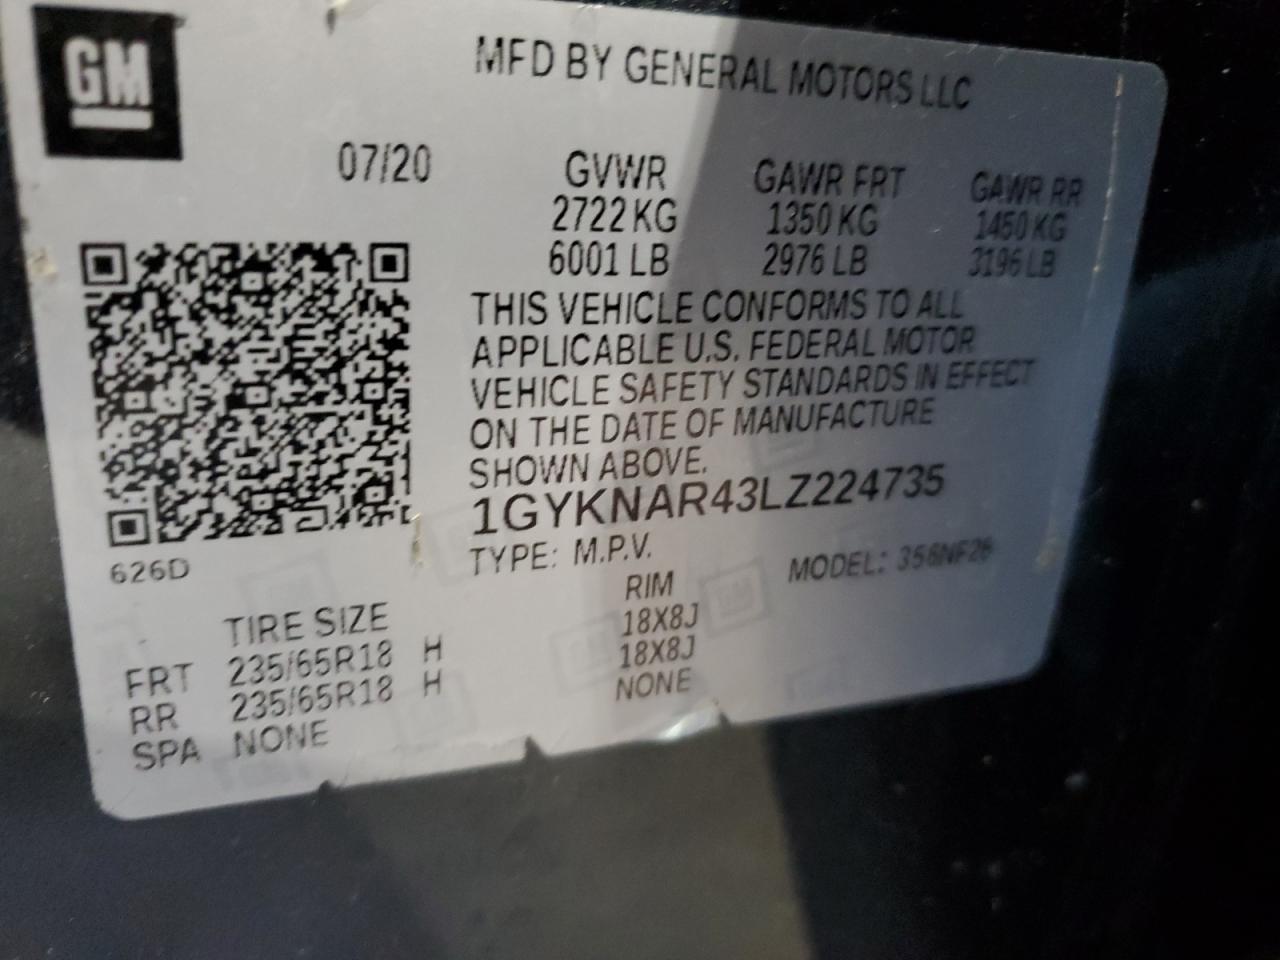 GM
MFD BY GENERAL MOTORS LLC
07/20 GVWR GAWR FRT GAWR RR
2722 KG 1350 KG 1450 KG
6001 LB 2976 LB 3196 LB
THIS VEHICLE CONFORMS TO ALL
APPLICABLE U.S. FEDERAL MOTOR
VEHICLE SAFETY STANDARDS IN EFFECT
ON THE DATE OF MANUFACTURE
SHOWN ABOVE.
1GYKNAR43LZ224735
626D
TYPE: M.P.V. MODEL: 356NF26
TIRE SIZE RIM
FRT 235/65R18 H 18X8J
RR 235/65R18 H 18X8J
SPA NONE NONE